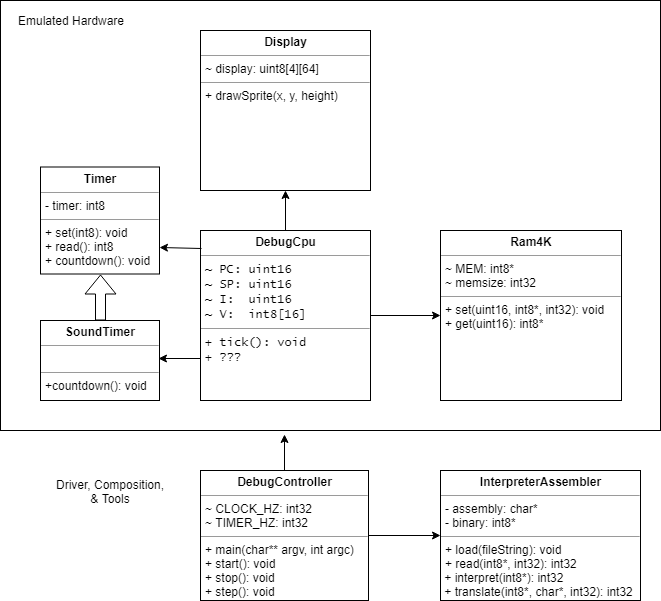 Emulated Hardware
Display
~ display: uint8[4][64]
+ drawSprite(x, y, height)
Timer
- timer: int8
+ set(int8): void
+ read(): int8
+ countdown(): void
SoundTimer
+countdown(): void
DebugCpu
~ PC: uint16
~ SP: uint16
~ I: uint16
~ V: int8[16]
+ tick(): void
+ ???
Ram4K
~ MEM: int8*
~ memsize: int32
+ set(uint16, int8*, int32): void
+ get(uint16): int8*
Driver, Composition,
& Tools
DebugController
~ CLOCK_HZ: int32
~ TIMER_HZ: int32
+ main(char** argv, int argc)
+ start(): void
+ stop(): void
+ step(): void
InterpreterAssembler
- assembly: char*
- binary: int8*
+ load(fileString): void
+ read(int8*, int32): int32
+ interpret(int8*): int32
+ translate(int8*, char*, int32): int32